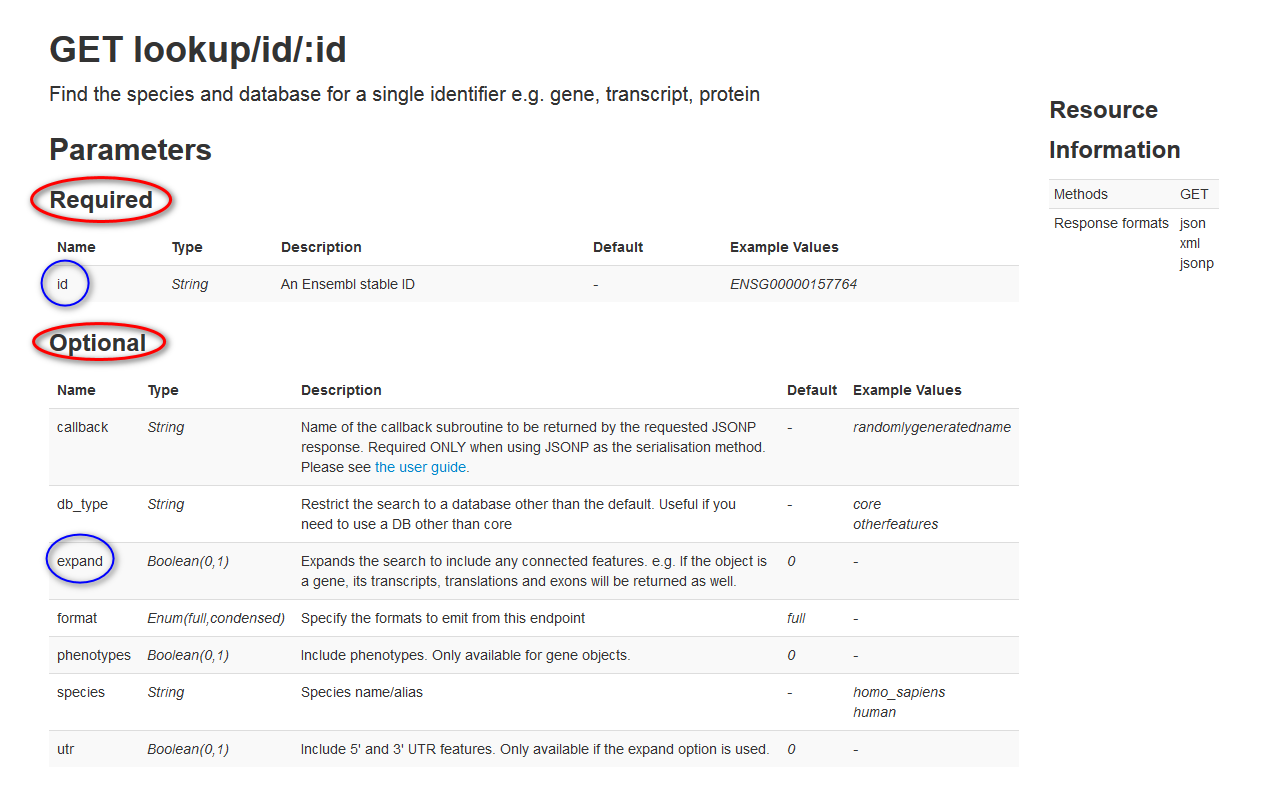 GET lookup/id/:id
Find the species and database for a single identifier e.g. gene, transcript, protein
Parameters
Required
Name Type Description Default Example Values
id String An Ensembl stable ID - ENSG00000157764
Optional
Name Type Description Default Example Values
callback String Name of the callback subroutine to be returned by the requested JSONP - randomlygeneratedname
response. Required ONLY when using JSONP as the serialisation method.
Please see the user guide.
db_type String Restrict the search to a database other than the default. Useful if you - core
need to use a DB other than core otherfeatures
expand Boolean(0,1) Expands the search to include any connected features. e.g. If the object is 0 -
a gene, its transcripts, translations and exons will be returned as well.
format Enum(full,condensed) Specify the formats to emit from this endpoint full -
phenotypes Boolean(0,1) Include phenotypes. Only available for gene objects. 0 -
species String Species name/alias - homo_sapiens
human
utr Boolean(0,1) Include 5' and 3' UTR features. Only available if the expand option is used. 0 -
Resource
Information
Methods GET
Response formats json
xml
jsonp